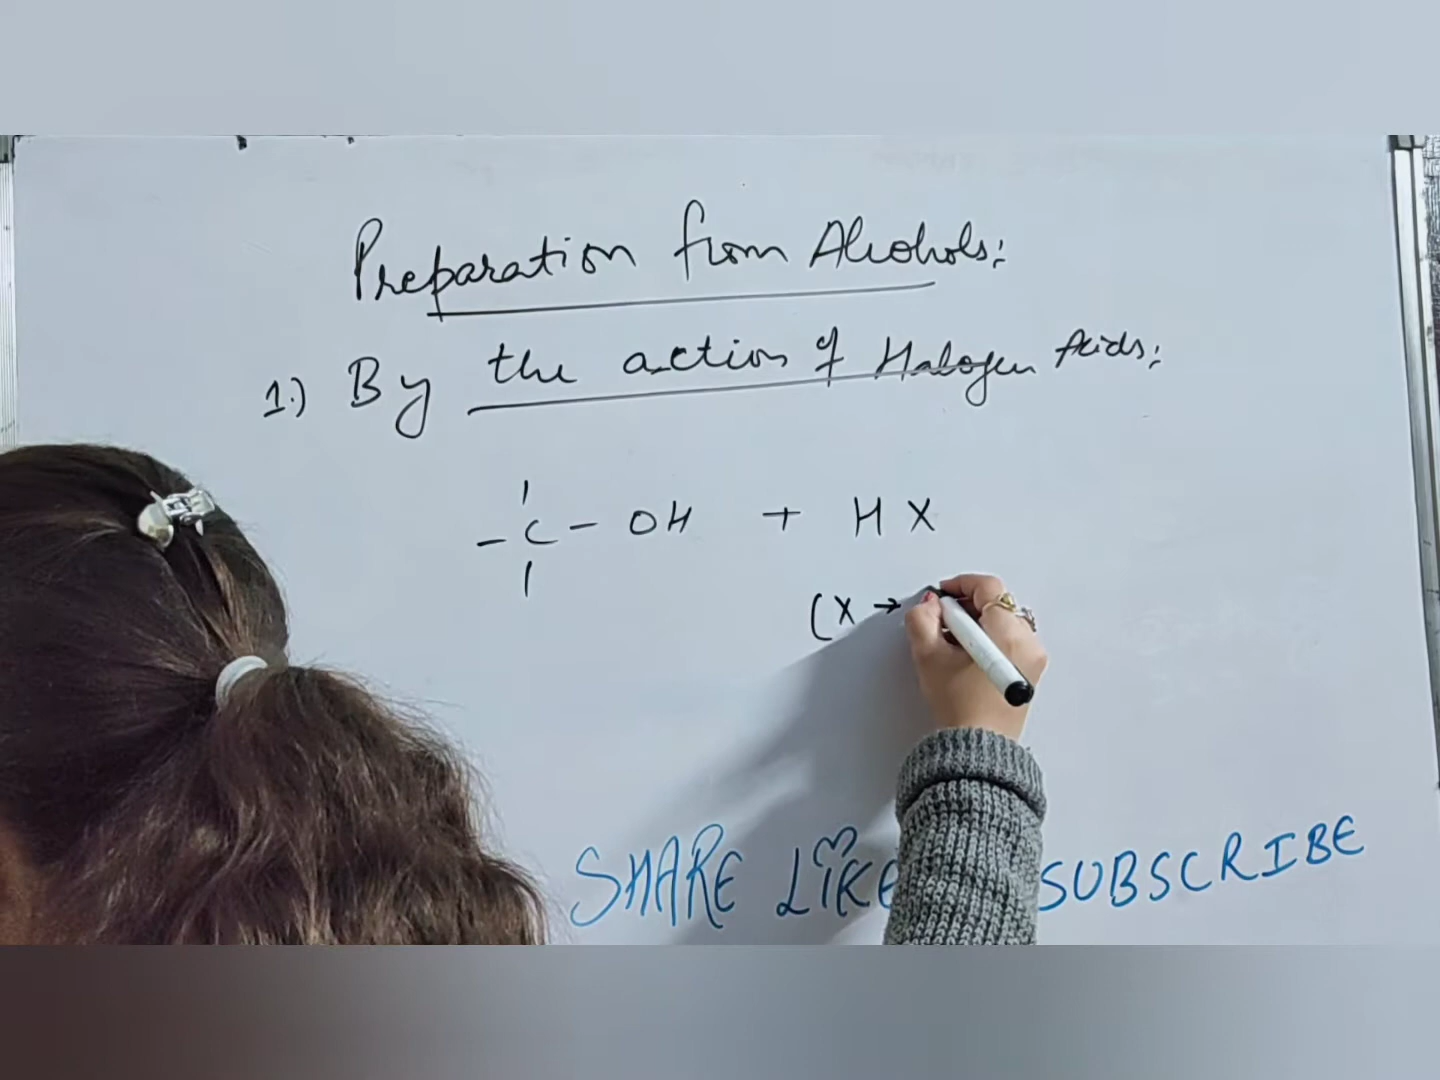 Preparation from Alcohols:
1.) By the action of Halogen Acids:
- C - OH + HX
(X →
SHARE LIKE SUBSCRIBE